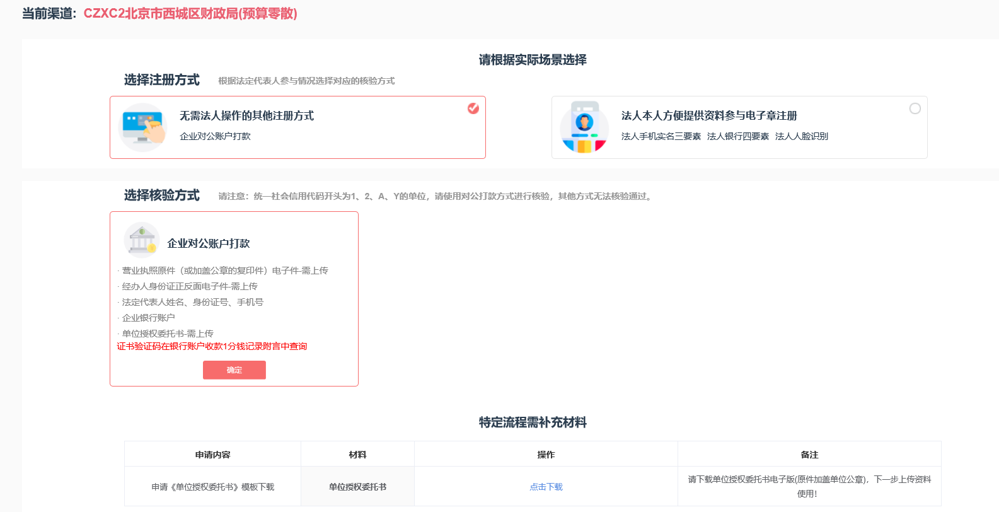 当前渠道：CZXC2北京市西城区财政局(预算零散)
请根据实际场景选择
选择注册方式 根据法定代表人参与情况选择对应的核验方式
无需法人操作的其他注册方式
企业对公账户打款
法人本人方便提供资料参与电子章注册
法人手机实名三要素 法人银行四要素 法人人脸识别
选择核验方式 请注意：统一社会信用代码开头为1、2、A、Y的单位，请使用对公打款方式进行核验，其他方式无法核验通过。
企业对公账户打款
· 营业执照原件（或加盖公章的复印件）电子件-需上传
· 经办人身份证正反面电子件-需上传
· 法定代表人姓名、身份证号、手机号
· 企业银行账户
· 单位授权委托书-需上传
证书验证码在银行账户收款1分钱记录附言中查询
确定
特定流程需补充材料
申请内容 材料 操作 备注
申请《单位授权委托书》模板下载 单位授权委托书 点击下载 请下载单位授权委托书电子版(原件加盖单位公章)，下一步上传资料
使用！